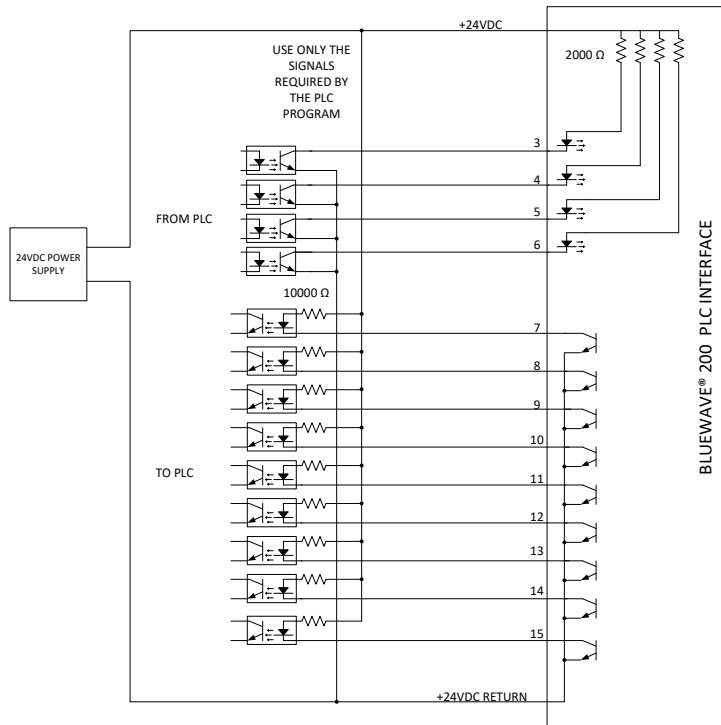 +24VDC
USE ONLY THE
SIGNALS
REQUIRED BY
THE PLC
PROGRAM
2000 Ω
3
4
FROM PLC
5
6
24VDC POWER
SUPPLY
10000 Ω
7
8
9
10
TO PLC
11
12
13
14
15
+24VDC RETURN
BLUEWAVE® 200 PLC INTERFACE